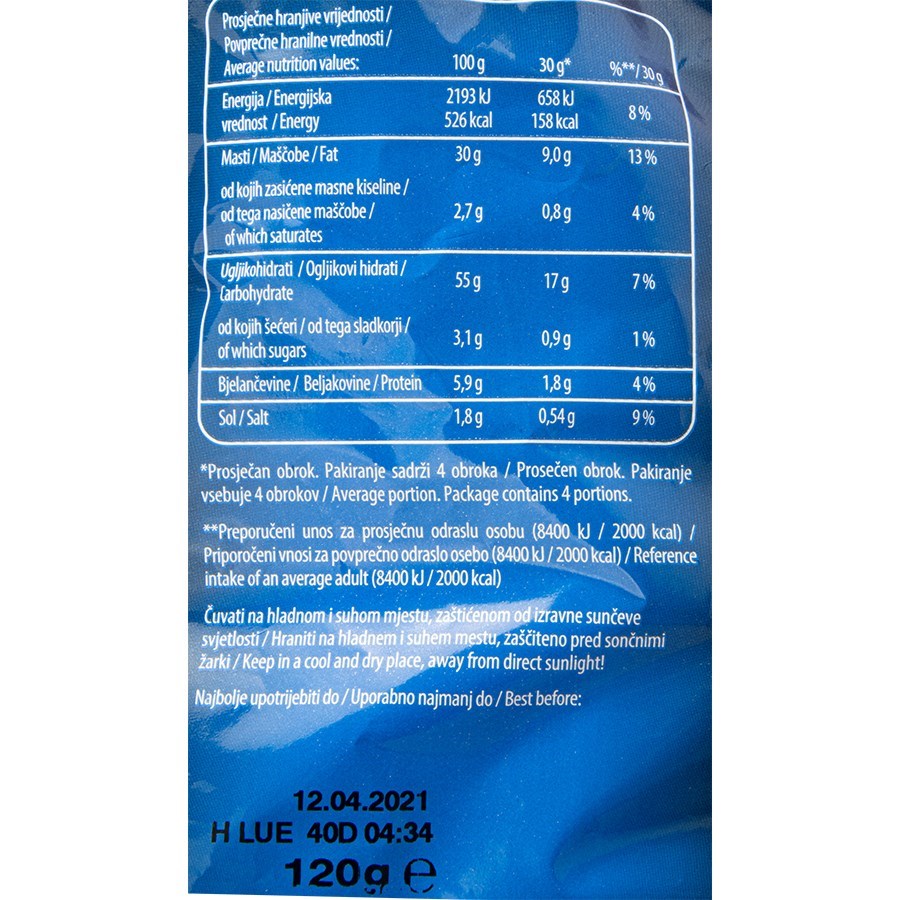 Prosječne hranjive vrijednosti /
Povprečne hranilne vrednosti /
Average nutrition values: 100 g 30 g* %**/30 g
Energija / Energijska 2193 kJ 658 kJ
vrednost / Energy 526 kcal 158 kcal 8 %
Masti / Maščobe / Fat 30 g 9,0 g 13 %
od kojih zasićene masne kiseline /
od tega nasičene maščobe / 2,7 g 0,8 g 4 %
of which saturates
Ugljikohidrati / Ogljikovi hidrati /
Carbohydrate 55 g 17 g 7 %
od kojih šećeri / od tega sladkorji /
of which sugars 3,1 g 0,9 g 1 %
Bjelančevine / Beljakovine / Protein 5,9 g 1,8 g 4 %
Sol / Salt 1,8 g 0,54 g 9 %
*Prosječan obrok. Pakiranje sadrži 4 obroka / Prosečen obrok. Pakiranje
vsebuje 4 obrokov / Average portion. Package contains 4 portions.
**Preporučeni unos za prosječnu odraslu osobu (8400 kJ / 2000 kcal) /
Priporočeni vnosi za povprečno odraslo osebo (8400 kJ / 2000 kcal) / Reference
intake of an average adult (8400 kJ / 2000 kcal)
Čuvati na hladnom i suhom mjestu, zaštićenom od izravne sunčeve
svjetlosti / Hraniti na hladnem i suhem mestu, zaščiteno pred sončnimi
žarki / Keep in a cool and dry place, away from direct sunlight!
Najbolje upotrijebiti do / Uporabno najmanj do / Best before:
12.04.2021
H LUE 40D 04:34
120g ℮